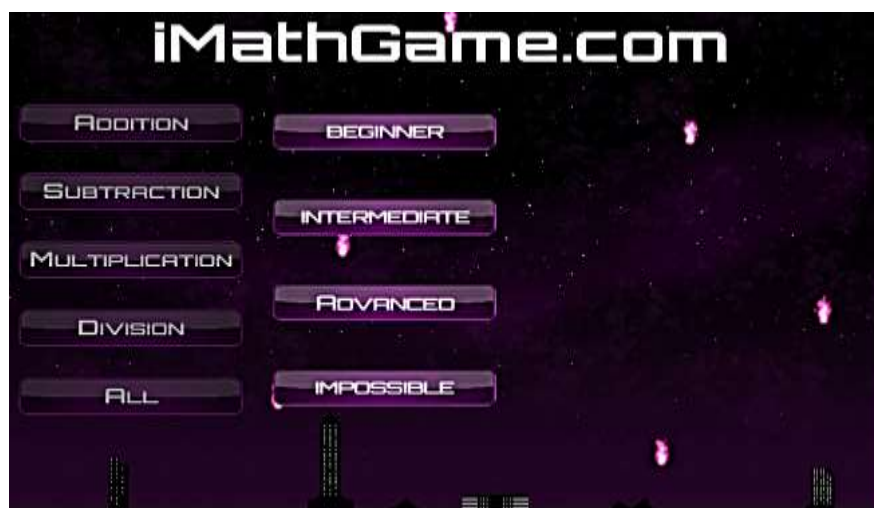 iMathGame.com
Addition
Subtraction
Multiplication
Division
All
BEGINNER
INTERMEDIATE
Advanced
IMPOSSIBLE